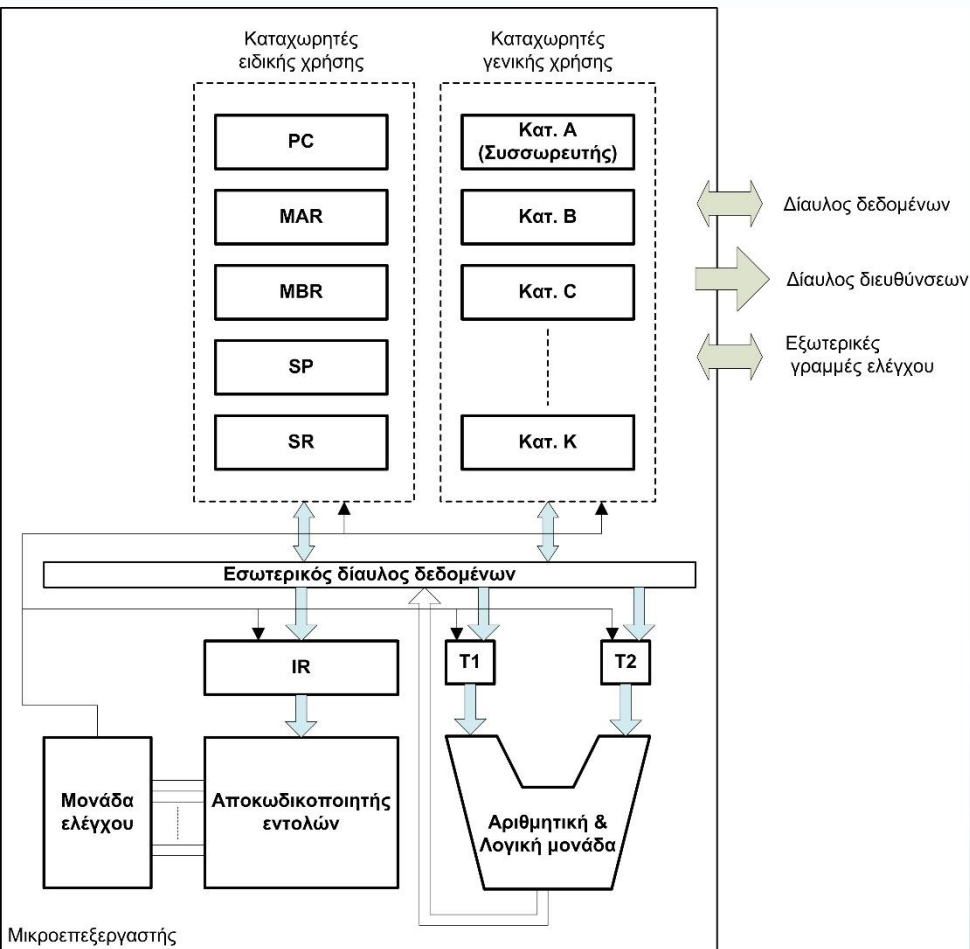 Καταχωρητές
ειδικής χρήσης
Καταχωρητές
γενικής χρήσης
PC
MAR
MBR
SP
SR
Κατ. Α
(Συσσωρευτής)
Κατ. Β
Κατ. C
Κατ. Κ
Δίαυλος δεδομένων
Δίαυλος διευθύνσεων
Εξωτερικές
γραμμές ελέγχου
Εσωτερικός δίαυλος δεδομένων
IR
T1
T2
Μονάδα
ελέγχου
Αποκωδικοποιητής
εντολών
Αριθμητική &
Λογική μονάδα
Μικροεπεξεργαστής